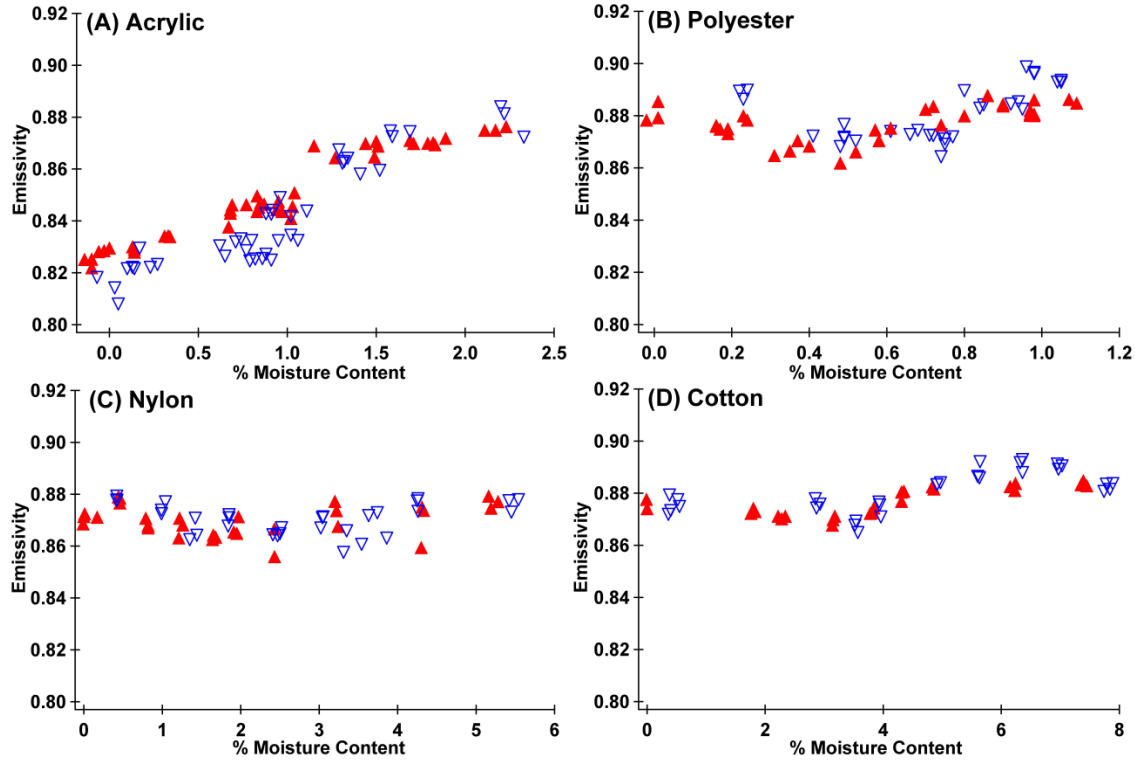 (A) Acrylic
0.92
0.90
0.88
0.86
0.84
0.82
0.80
Emissivity
0.0 0.5 1.0 1.5 2.0 2.5
% Moisture Content
(B) Polyester
0.92
0.90
0.88
0.86
0.84
0.82
0.80
Emissivity
0.0 0.2 0.4 0.6 0.8 1.0 1.2
% Moisture Content
(C) Nylon
0.92
0.90
0.88
0.86
0.84
0.82
0.80
Emissivity
0 1 2 3 4 5 6
% Moisture Content
(D) Cotton
0.92
0.90
0.88
0.86
0.84
0.82
0.80
Emissivity
0 2 4 6 8
% Moisture Content